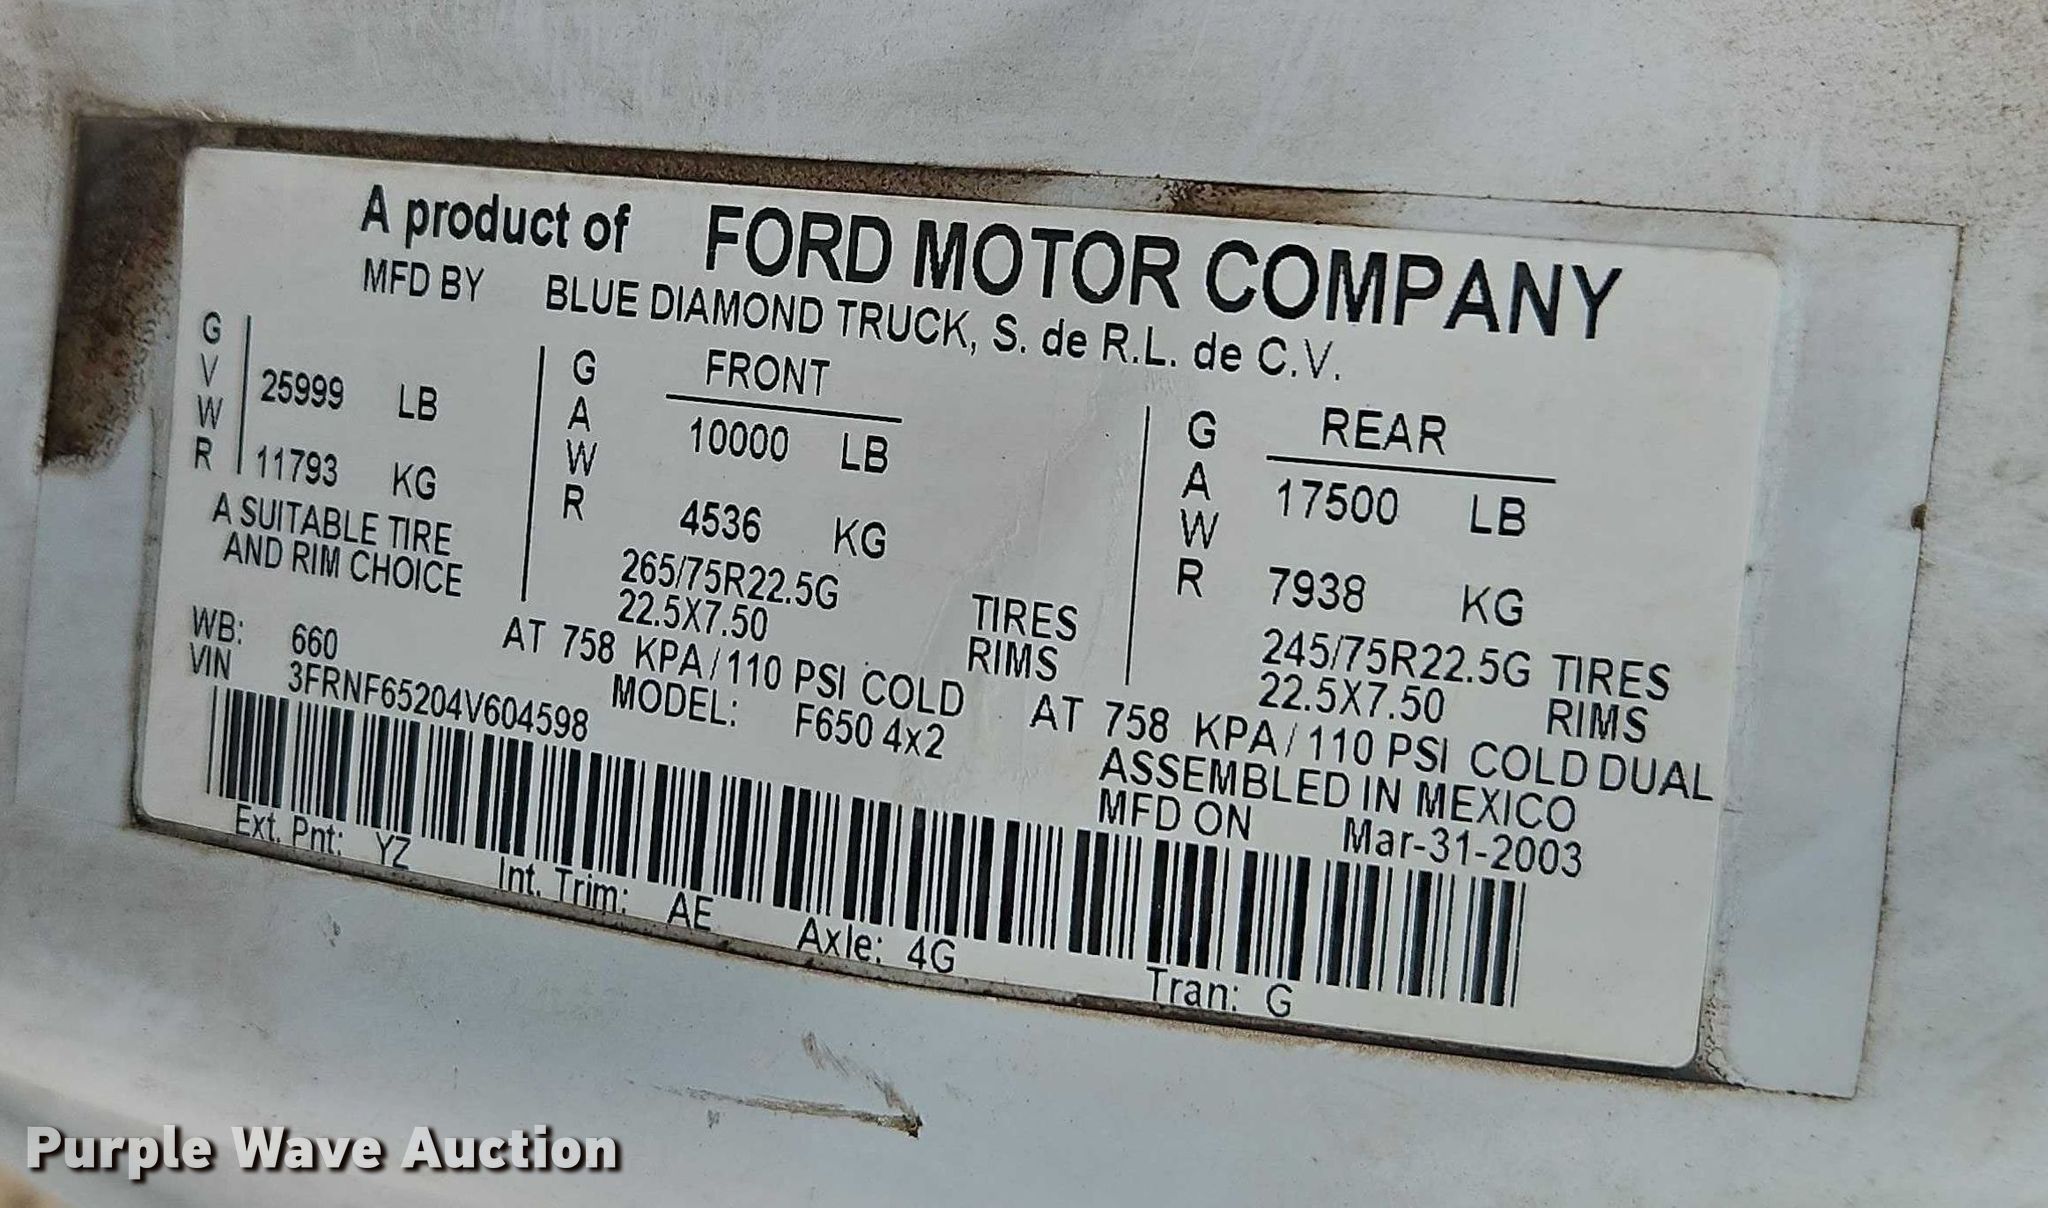 A product of FORD MOTOR COMPANY
MFD BY BLUE DIAMOND TRUCK, S. de R.L. de C.V.
GVWR
25999 LB
11793 KG
A SUITABLE TIRE
AND RIM CHOICE
GAWR
FRONT
10000 LB
4536 KG
265/75R22.5G TIRES
22.5X7.50 RIMS
AT 758 KPA/110 PSI COLD
GAWR
REAR
17500 LB
7938 KG
245/75R22.5G TIRES
22.5X7.50 RIMS
AT 758 KPA/110 PSI COLD DUAL
WB: 660
VIN 3FRNF65204V604598
MODEL: F650 4x2
ASSEMBLED IN MEXICO
MFD ON Mar-31-2003
Ext. Pnt: YZ Int. Trim: AE Axle: 4G Tran: G
Purple Wave Auction